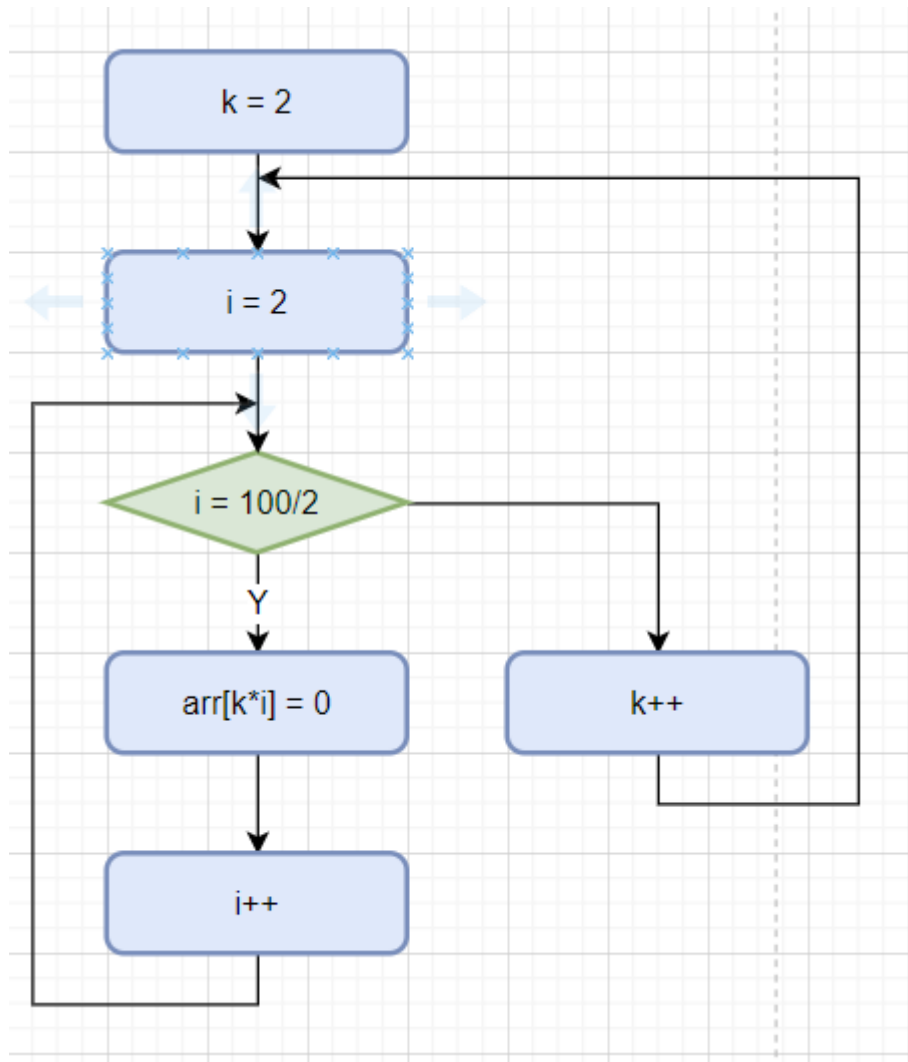 k = 2
i = 2
i = 100/2
Y
arr[k*i] = 0
k++
i++